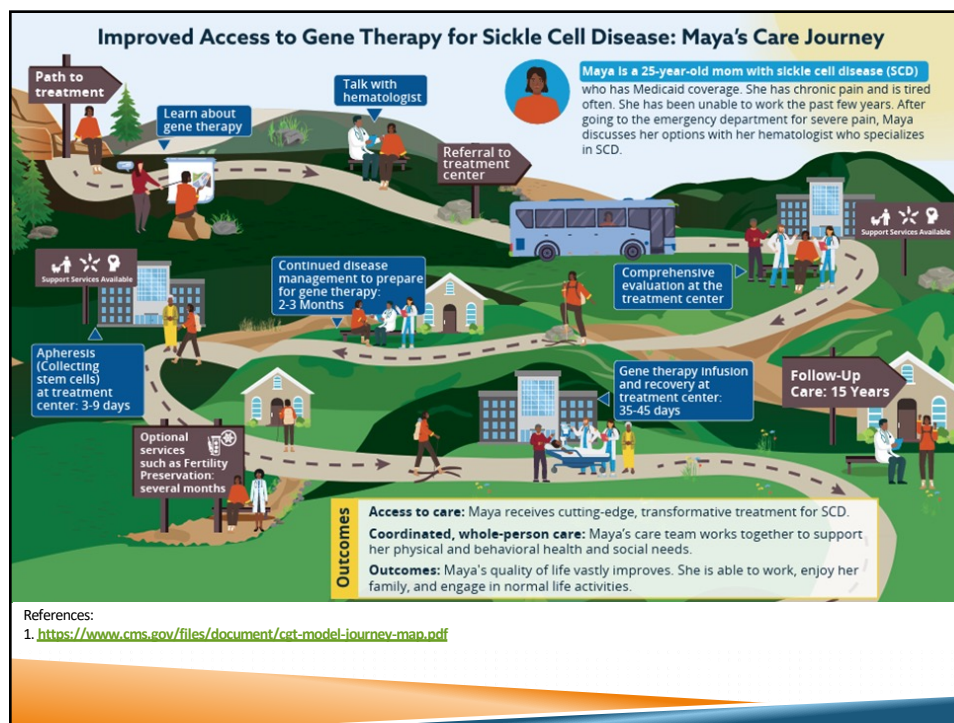 Improved Access to Gene Therapy for Sickle Cell Disease: Maya's Care Journey
Path to
treatment
Learn about
gene therapy
Talk with
hematologist
Referral to
treatment
center
Maya is a 25-year-old mom with sickle cell disease (SCD)
who has Medicaid coverage. She has chronic pain and is tired
often. She has been unable to work the past few years. After
going to the emergency department for severe pain, Maya
discusses her options with her hematologist who specializes
in SCD.
Support Services Available
Comprehensive
evaluation at the
treatment center
Continued disease
management to prepare
for gene therapy:
2-3 Months
Support Services Available
Apheresis
(Collecting
stem cells)
at treatment
center: 3-9 days
Optional
services
such as Fertility
Preservation:
several months
Gene therapy infusion
and recovery at
treatment center:
35-45 days
Follow-Up
Care: 15 Years
Outcomes
Access to care: Maya receives cutting-edge, transformative treatment for SCD.
Coordinated, whole-person care: Maya's care team works together to support
her physical and behavioral health and social needs.
Outcomes: Maya's quality of life vastly improves. She is able to work, enjoy her
family, and engage in normal life activities.
References:
1. https://www.cms.gov/files/document/cgt-model-journey-map.pdf